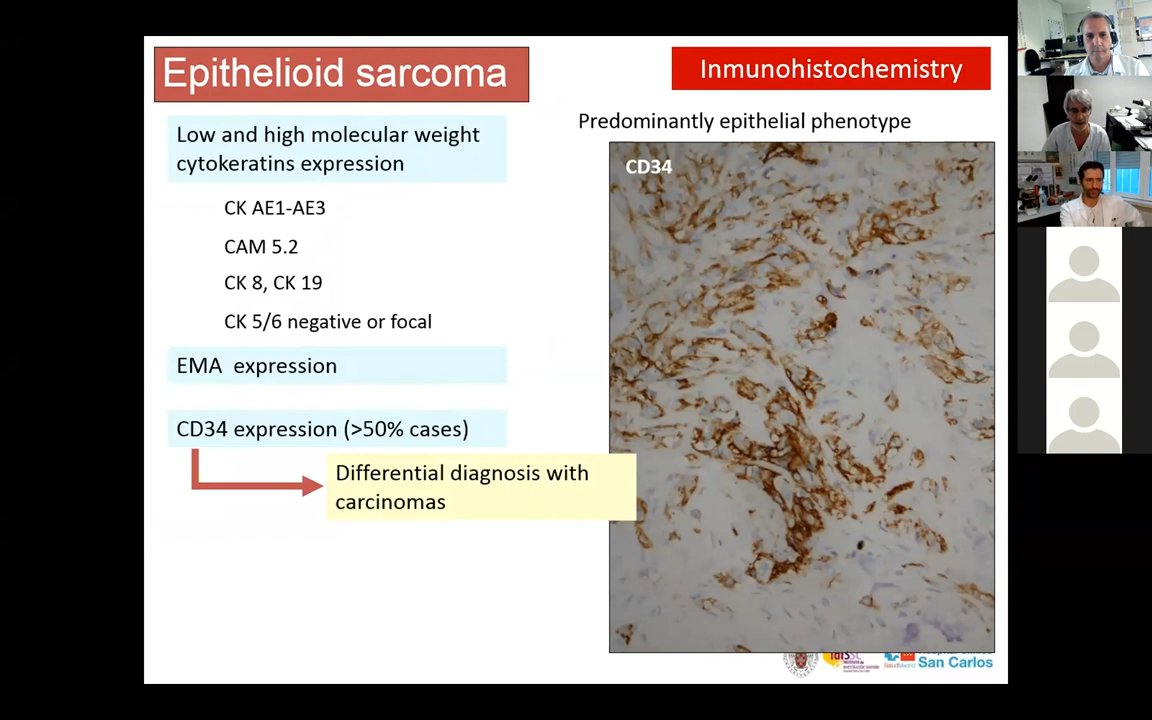 Epithelioid sarcoma
Inmunohistochemistry
Low and high molecular weight
cytokeratins expression
CK AE1-AE3
CAM 5.2
CK 8, CK 19
CK 5/6 negative or focal
EMA expression
CD34 expression (>50% cases)
Differential diagnosis with
carcinomas
Predominantly epithelial phenotype
CD34
San Carlos